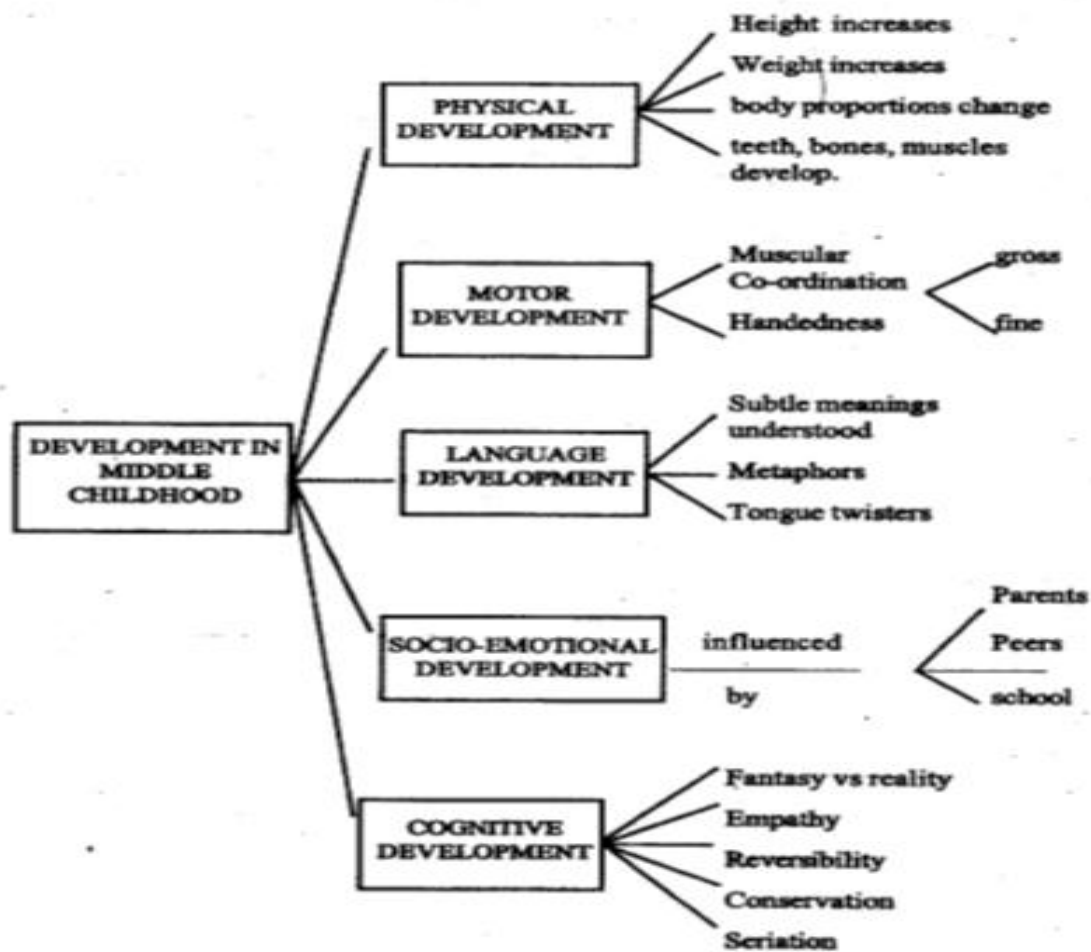 Height increases
Weight increases
PHYSICAL
DEVELOPMENT
body proportions change
teeth, bones, muscles
develop.
Muscular
Co-ordination
gross
MOTOR
DEVELOPMENT
Handedness
fine
DEVELOPMENT IN
MIDDLE
CHILDHOOD
Subtle meanings
understood
LANGUAGE
DEVELOPMENT
Metaphors
Tongue twisters
SOCIO-EMOTIONAL
DEVELOPMENT
influenced
by
Parents
Peers
school
COGNITIVE
DEVELOPMENT
Fantasy vs reality
Empathy
Reversibility
Conservation
Seriation